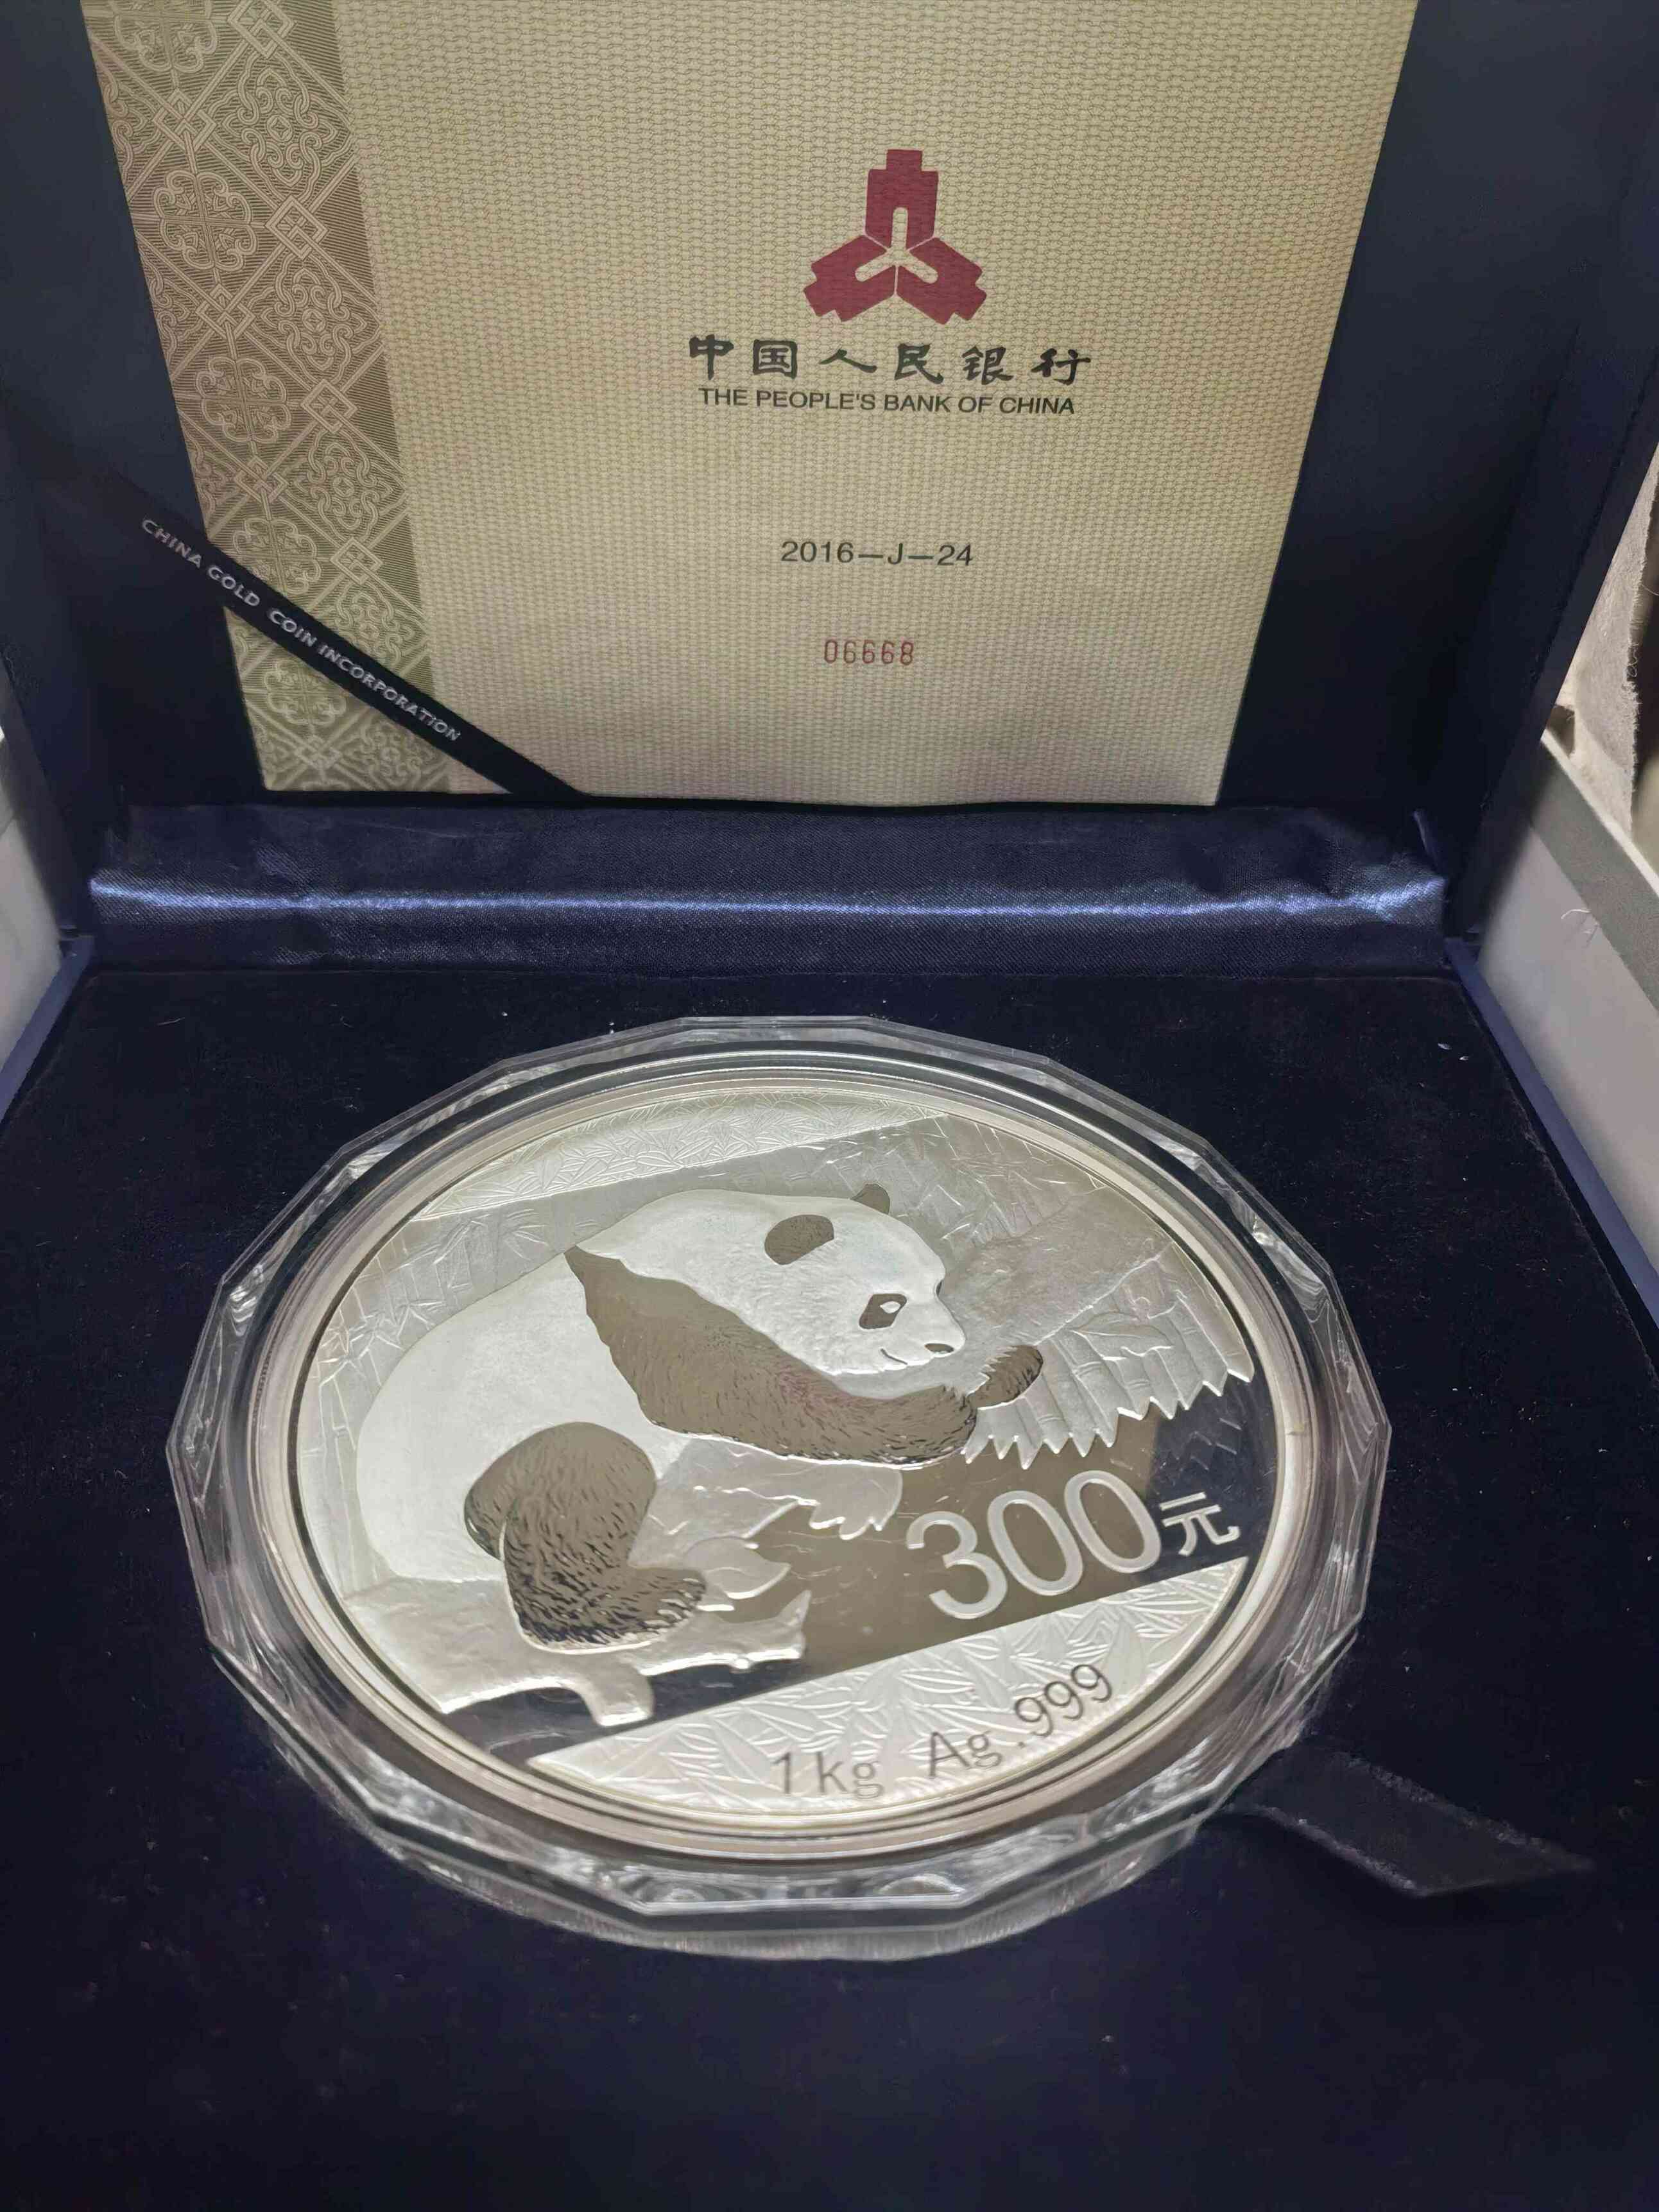 中国人民银行
THE PEOPLE'S BANK OF CHINA
2016—J—24
06668
CHINA GOLD COIN INCORPORATION
300元
1kg Ag.999